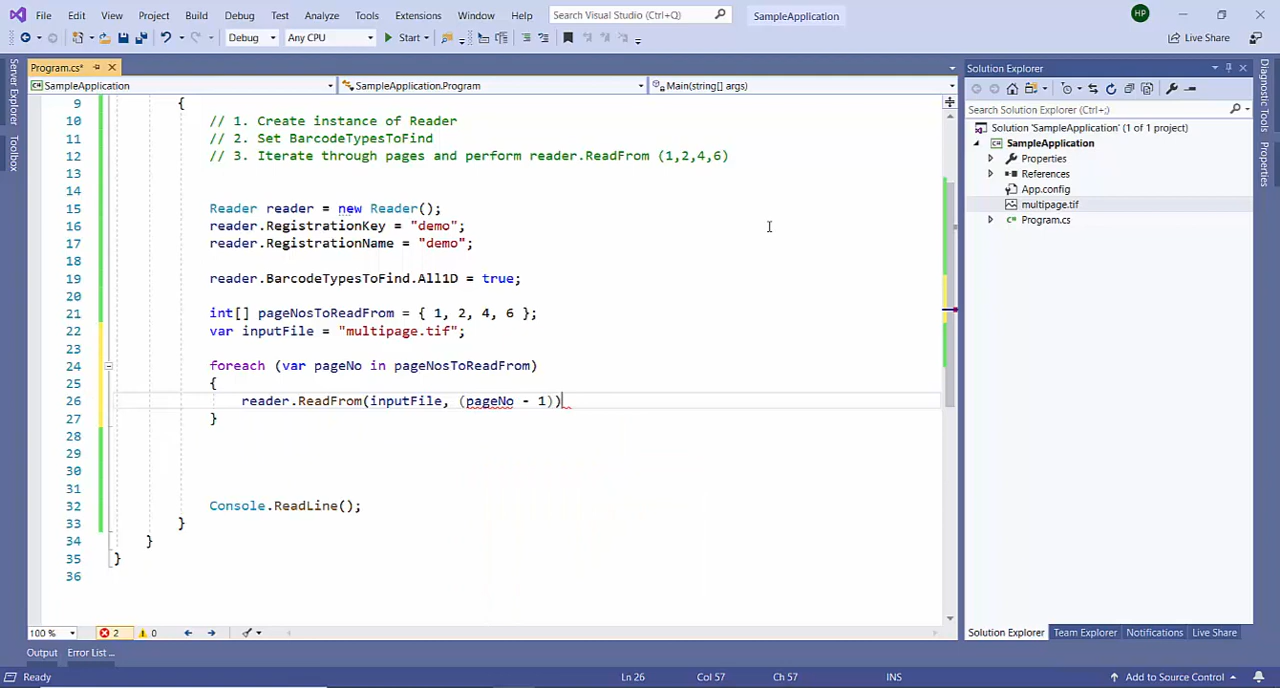 File Edit View Project Build Debug Test Analyze Tools Extensions Window Help Search Visual Studio (Ctrl+Q) SampleApplication HP
Debug Any CPU Start Live Share
Program.cs*
SampleApplication SampleApplication.Program Main(string[] args)
9 {
10 // 1. Create instance of Reader
11 // 2. Set BarcodeTypesToFind
12 // 3. Iterate through pages and perform reader.ReadFrom (1,2,4,6)
13
14
15 Reader reader = new Reader();
16 reader.RegistrationKey = "demo";
17 reader.RegistrationName = "demo";
18
19 reader.BarcodeTypesToFind.All1D = true;
20
21 int[] pageNosToReadFrom = { 1, 2, 4, 6 };
22 var inputFile = "multipage.tif";
23
24 foreach (var pageNo in pageNosToReadFrom)
25 {
26 reader.ReadFrom(inputFile, (pageNo - 1))
27 }
28
29
30
31
32 Console.ReadLine();
33 }
34 }
35 }
36
100 % 2 0
Output Error List ...
Ready Ln 26 Col 57 Ch 57 INS Add to Source Control
Server Explorer
Toolbox
Solution Explorer
Search Solution Explorer (Ctrl+;)
Solution 'SampleApplication' (1 of 1 project)
SampleApplication
Properties
References
App.config
multipage.tif
Program.cs
Solution Explorer Team Explorer Notifications Live Share
Diagnostic Tools
Properties